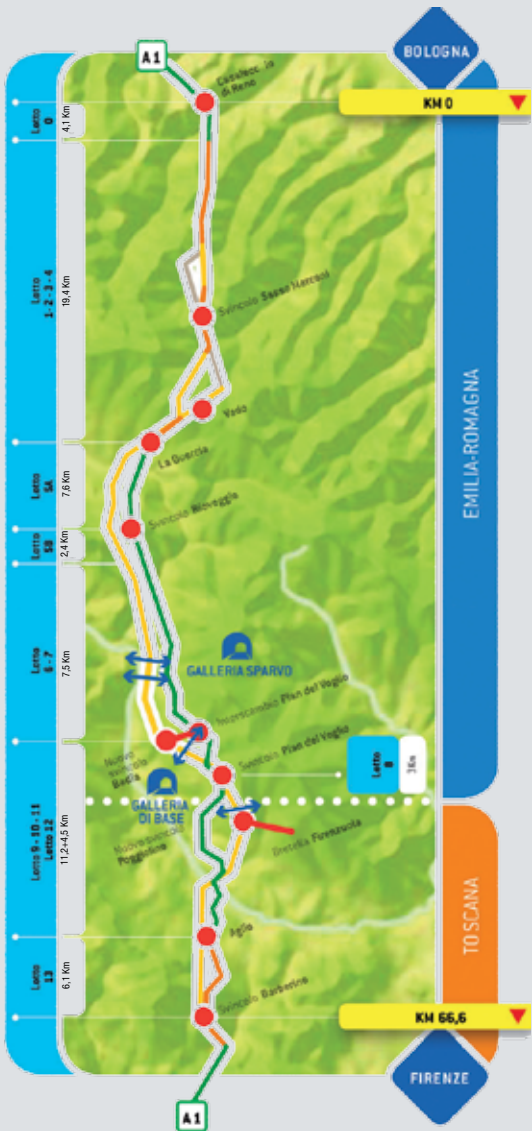 A1
BOLOGNA
Casalecchio
di Reno
KM 0
Lotto
0
4,1 Km
Lotto
1 - 2 - 3 - 4
19,4 Km
Svincolo Sasso Marconi
Vado
La Quercia
Lotto
5A
7,6 Km
Svincolo Rioveggio
Lotto
5B
2,4 Km
EMILIA-ROMAGNA
Lotto
6 - 7
7,5 Km
GALLERIA SPARVO
Interscambio Pian del Voglio
Nuovo
svincolo
Badia
Svincolo Pian del Voglio
Lotto
8
3Km
GALLERIA
DI BASE
Nuovo svincolo
Poggiolino
Bretella Firenzuola
Lotto 9 - 10 - 11
Lotto 12
11,2+4,5 Km
TOSCANA
Aglio
Lotto
13
6,1 Km
Svincolo Barberino
KM 66,6
FIRENZE
A1